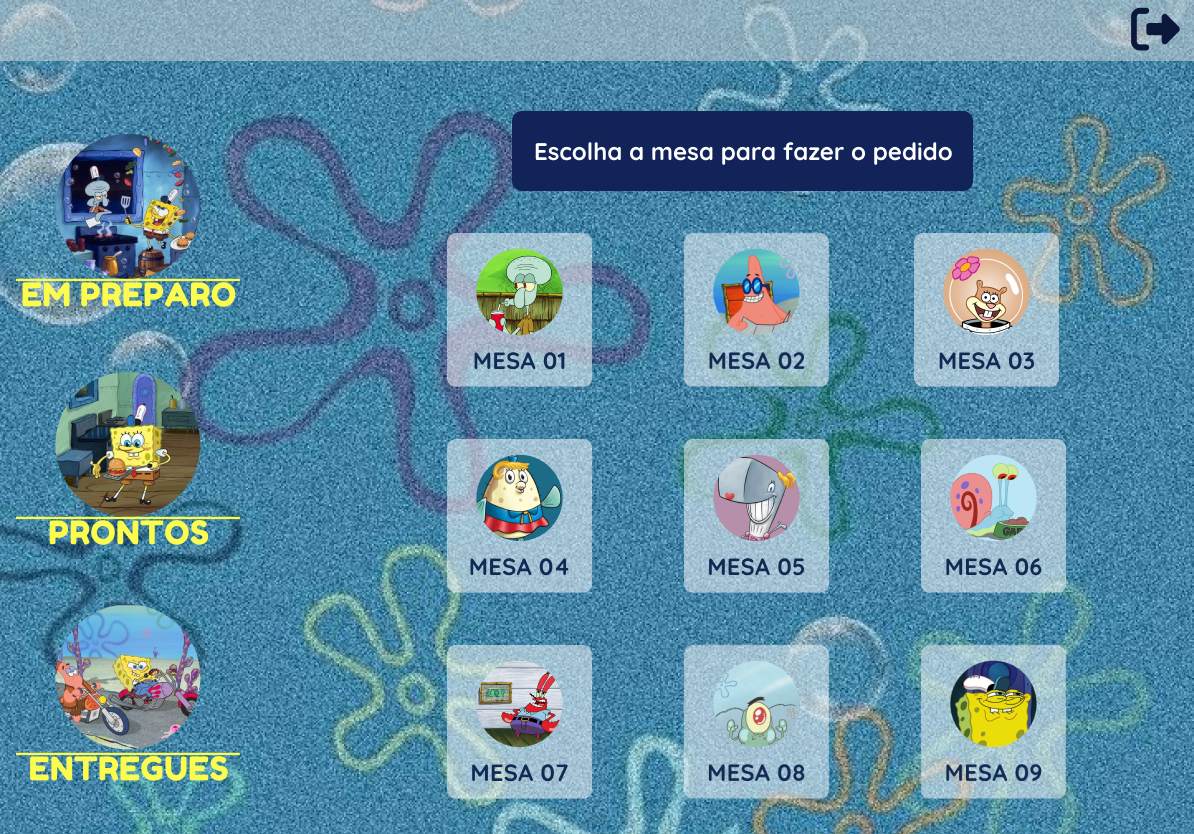 Escolha a mesa para fazer o pedido
EM PREPARO
PRONTOS
ENTREGUES
MESA 01
MESA 02
MESA 03
MESA 04
MESA 05
MESA 06
MESA 07
MESA 08
MESA 09